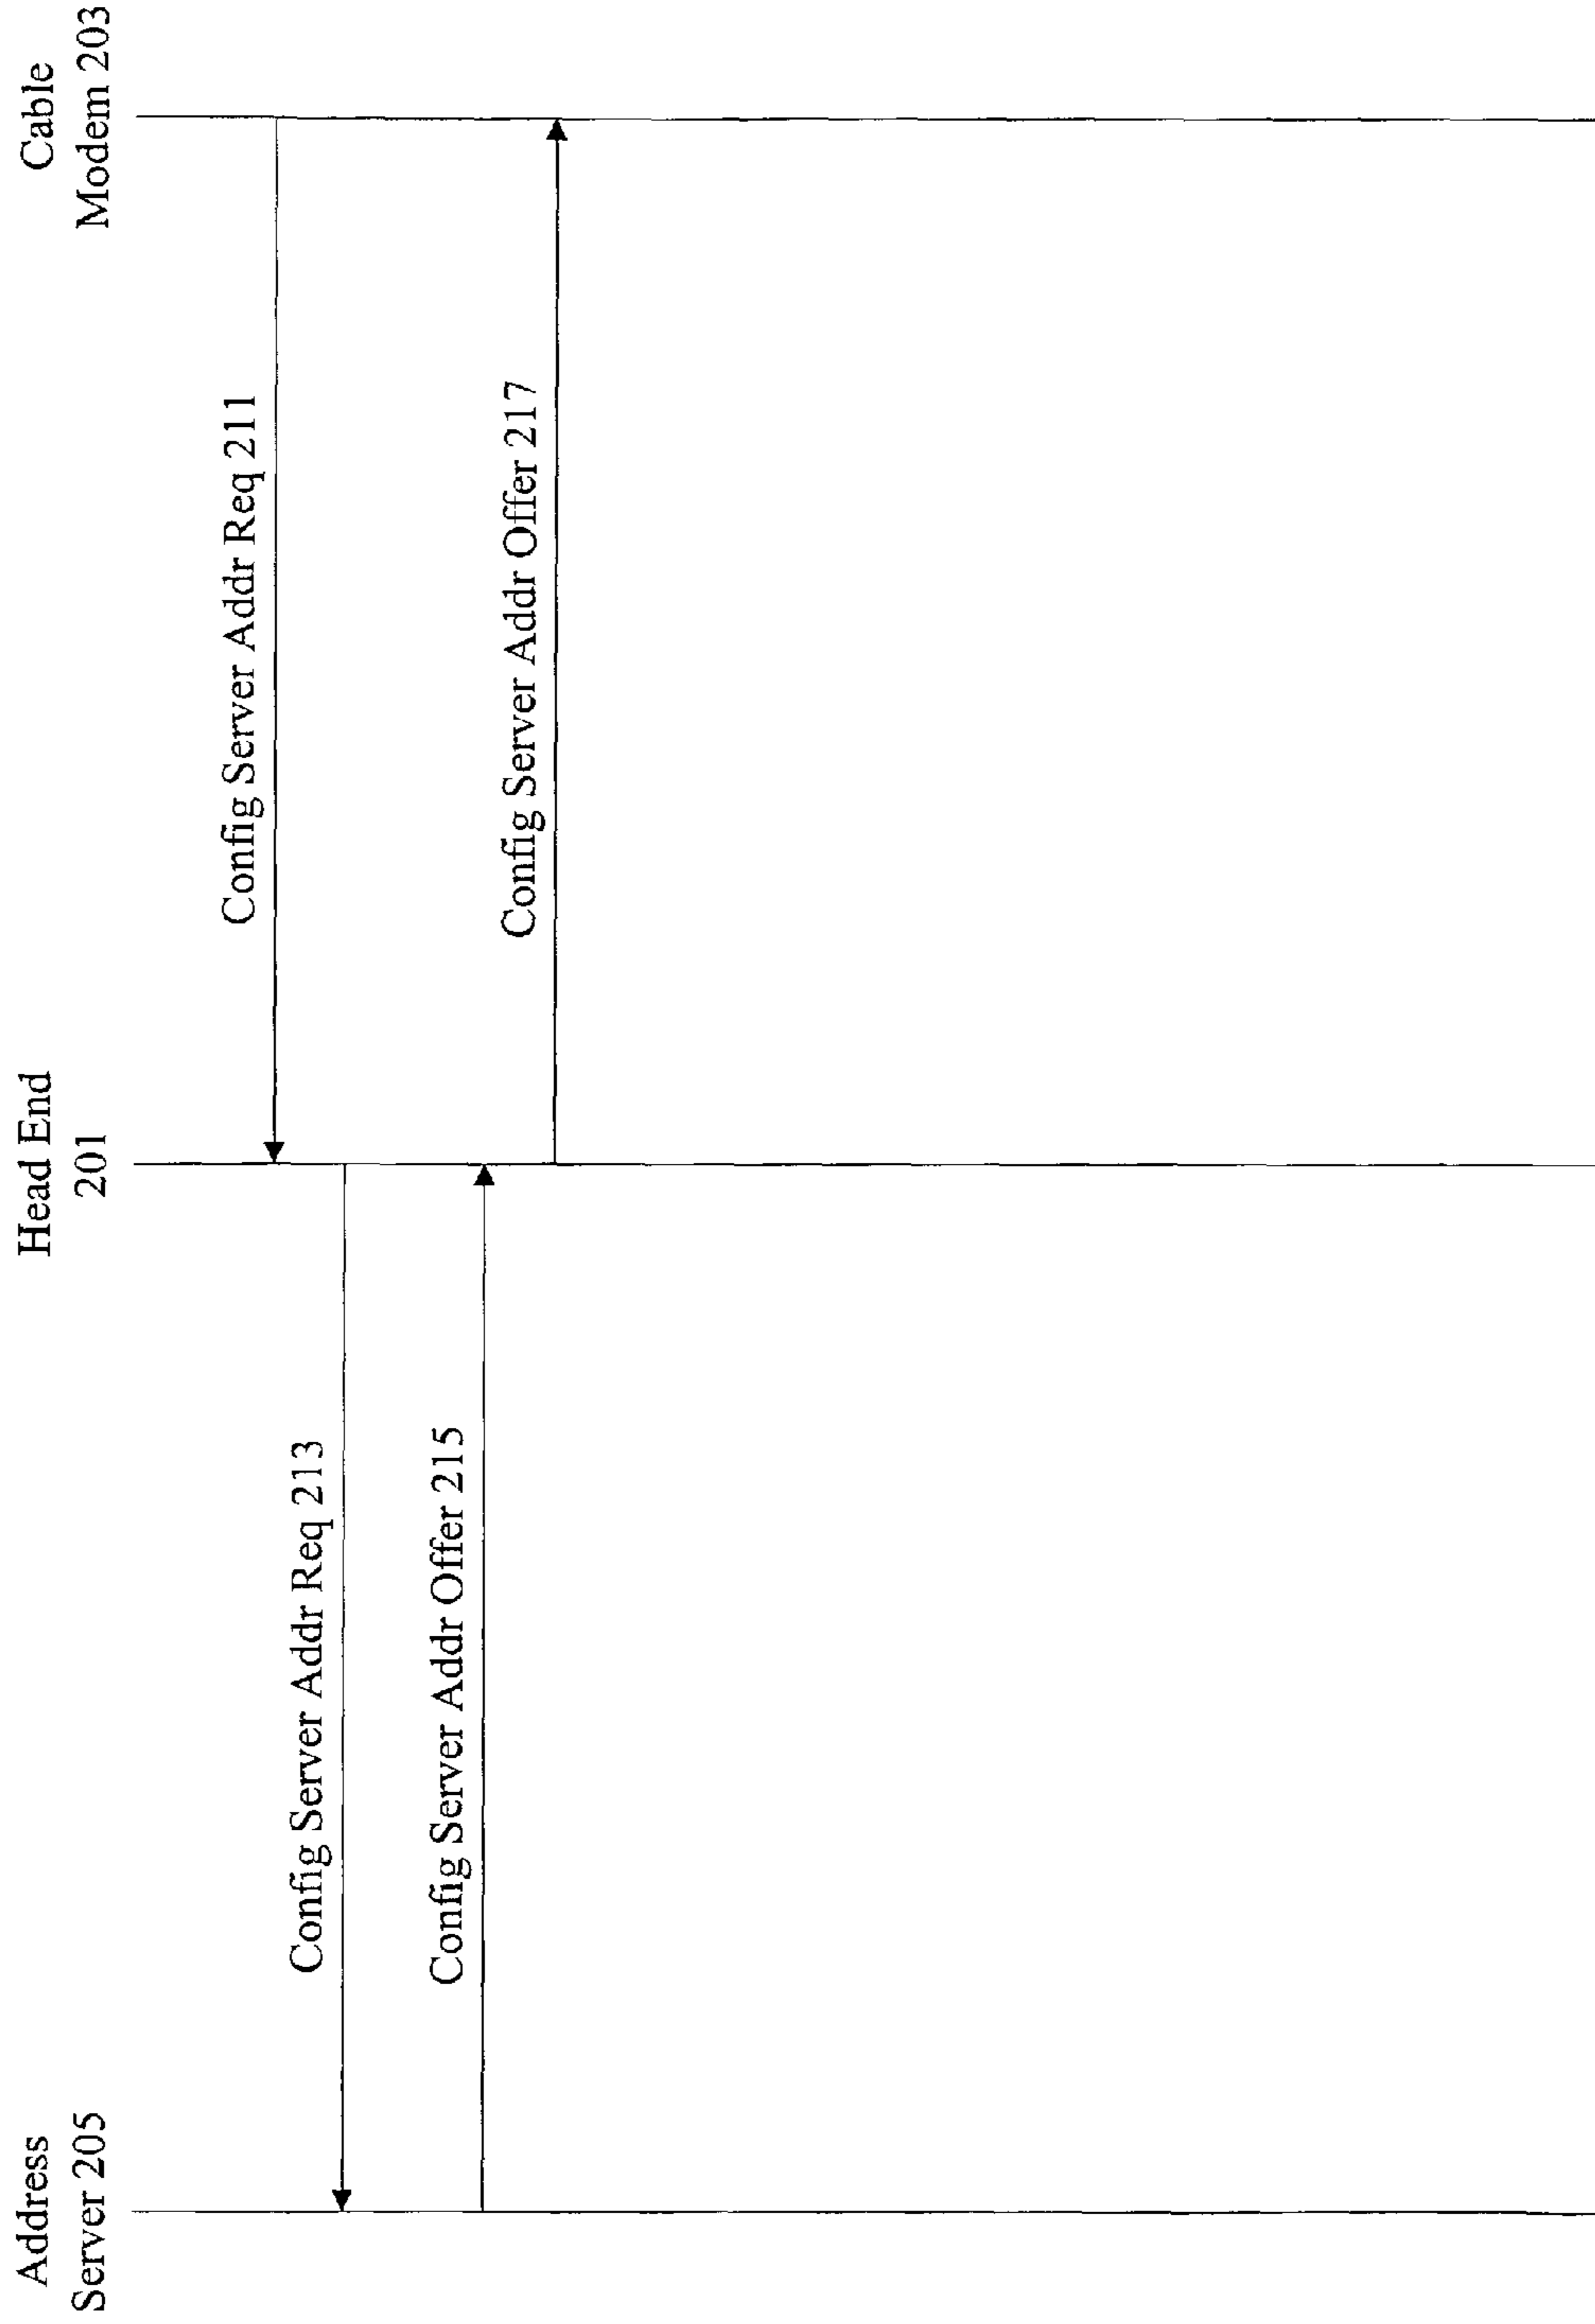 Address
Server 205
Head End
201
Cable
Modem 203
Config Server Addr Req 211
Config Server Addr Req 213
Config Server Addr Offer 215
Config Server Addr Offer 217